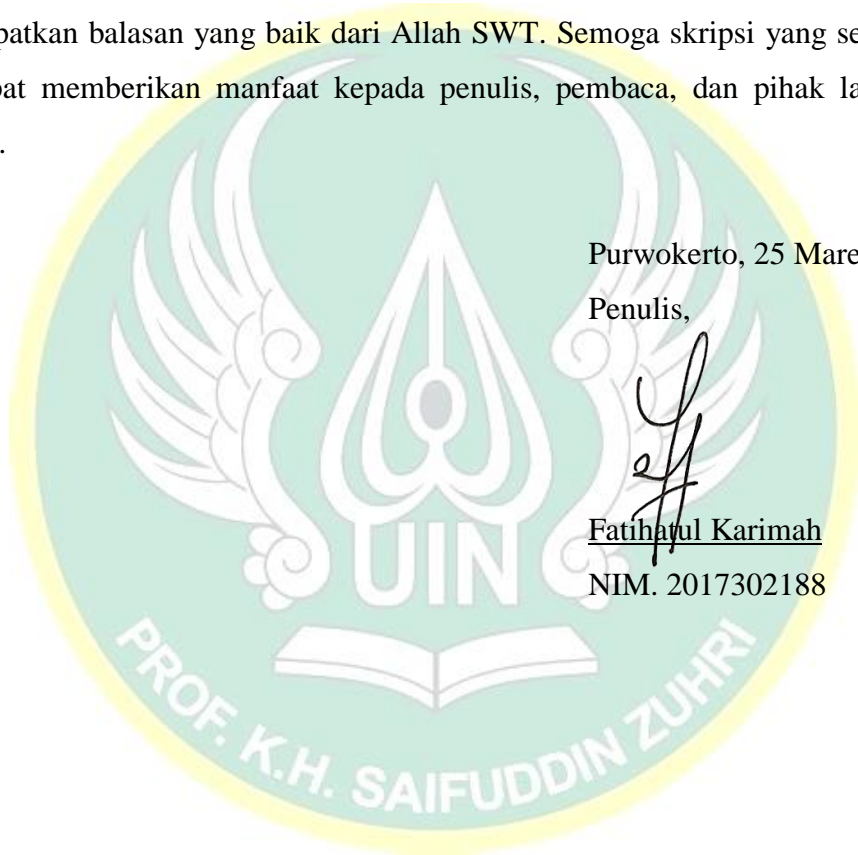 patkan balasan yang baik dari Allah SWT. Semoga skripsi yang se
at memberikan manfaat kepada penulis, pembaca, dan pihak la
.
Purwokerto, 25 Mare
Penulis,
Fatihatul Karimah
NIM. 2017302188
UIN
PROF. K.H. SAIFUDDIN ZUHRI